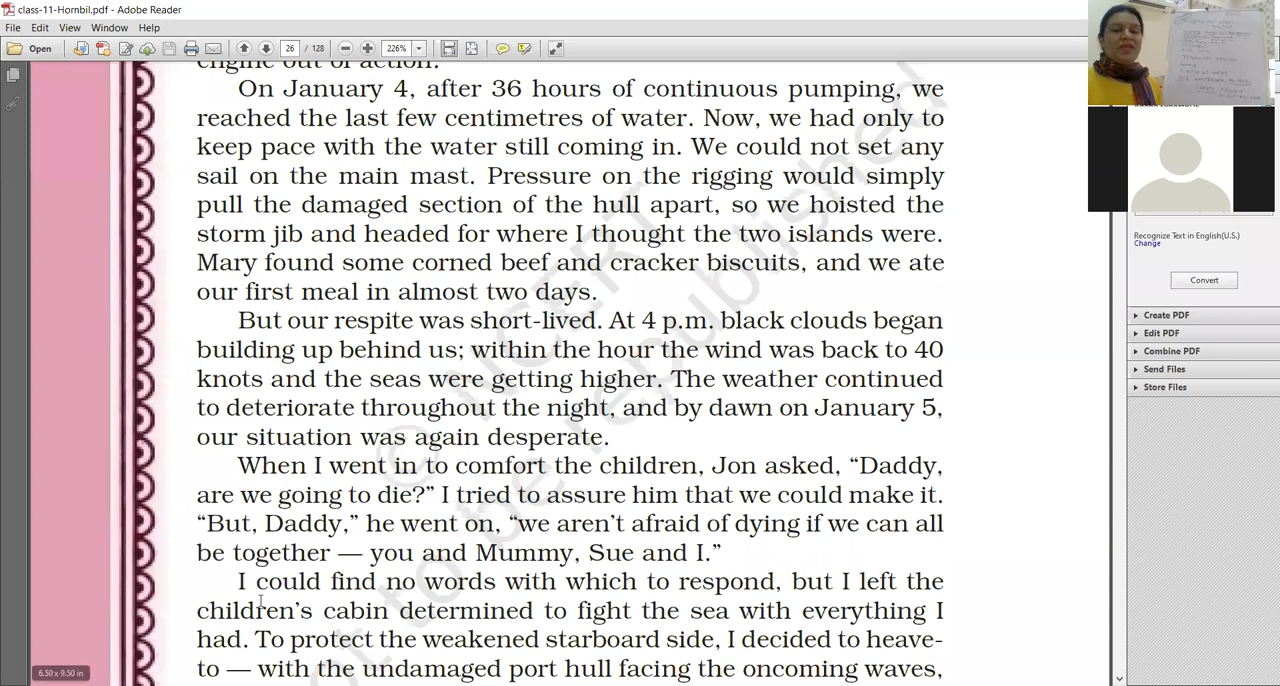 class-11-Hornbil.pdf - Adobe Reader
File Edit View Window Help
Open 26 / 128 226%
engine out of action.
On January 4, after 36 hours of continuous pumping, we
reached the last few centimetres of water. Now, we had only to
keep pace with the water still coming in. We could not set any
sail on the main mast. Pressure on the rigging would simply
pull the damaged section of the hull apart, so we hoisted the
storm jib and headed for where I thought the two islands were.
Mary found some corned beef and cracker biscuits, and we ate
our first meal in almost two days.
But our respite was short-lived. At 4 p.m. black clouds began
building up behind us; within the hour the wind was back to 40
knots and the seas were getting higher. The weather continued
to deteriorate throughout the night, and by dawn on January 5,
our situation was again desperate.
When I went in to comfort the children, Jon asked, “Daddy,
are we going to die?” I tried to assure him that we could make it.
“But, Daddy,” he went on, “we aren’t afraid of dying if we can all
be together — you and Mummy, Sue and I.”
I could find no words with which to respond, but I left the
children’s cabin determined to fight the sea with everything I
had. To protect the weakened starboard side, I decided to heave-
to — with the undamaged port hull facing the oncoming waves,
© NCERT
not to be republished
6.50 x 9.50 in
Recognize Text in English(U.S.)
Change
Convert
Create PDF
Edit PDF
Combine PDF
Send Files
Store Files